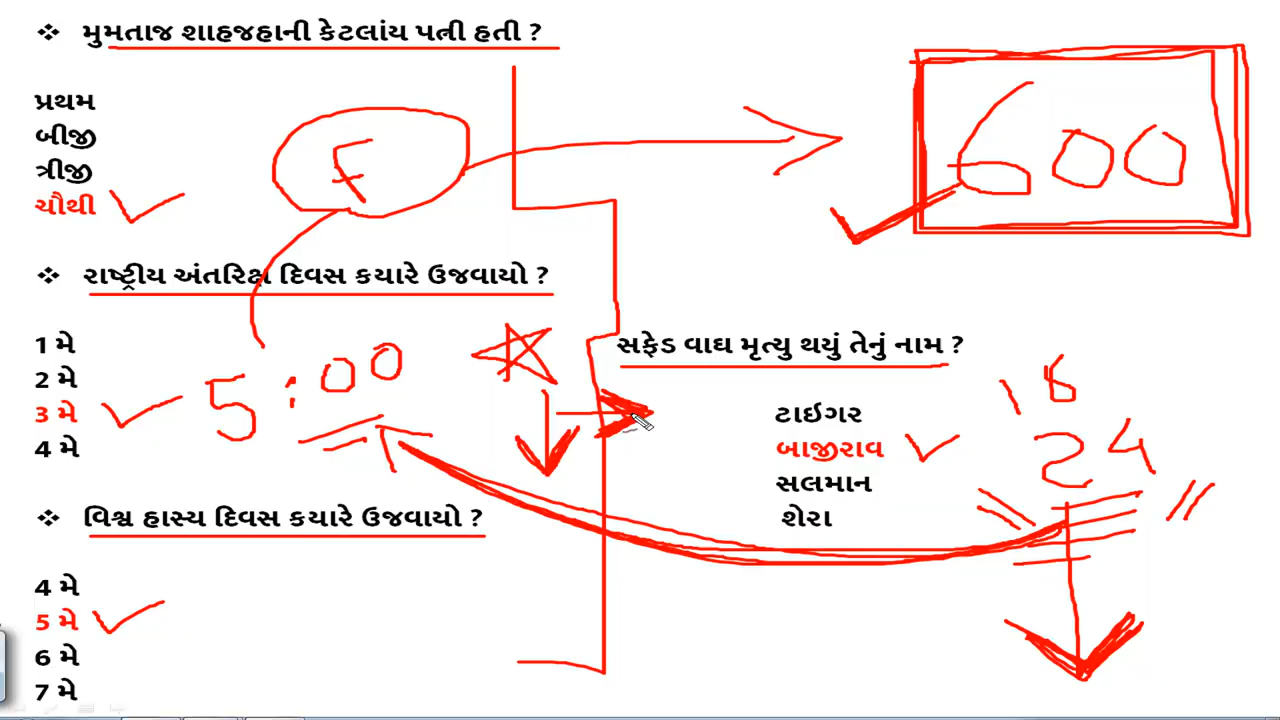 ❖ મુમતાજ શાહજહાની કેટલાંય પત્ની હતી ?
પ્રથમ
બીજી
ત્રીજી
ચૌથી
F
600
❖ રાષ્ટ્રીય અંતરિક્ષ દિવસ કયારે ઉજવાયો ?
1 મે
2 મે
3 મે
4 મે
5:00
❖ વિશ્વ હાસ્ય દિવસ કયારે ઉજવાયો ?
4 મે
5 મે
6 મે
7 મે
સફેડ વાઘ મૃત્યુ થયું તેનું નામ ?
ટાઇગર
બાજીરાવ
સલમાન
શેરા
24